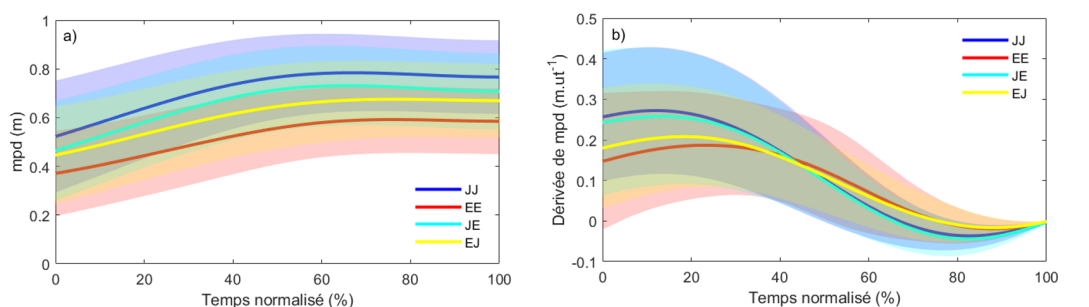 a)
mpd (m)
1
0.8
0.6
0.4
0.2
0
0 20 40 60 80 100
Temps normalisé (%)
JJ
EE
JE
EJ
b)
Dérivée de mpd (m.ut⁻¹)
0.5
0.4
0.3
0.2
0.1
0
-0.1
0 20 40 60 80 100
Temps normalisé (%)
JJ
EE
JE
EJ